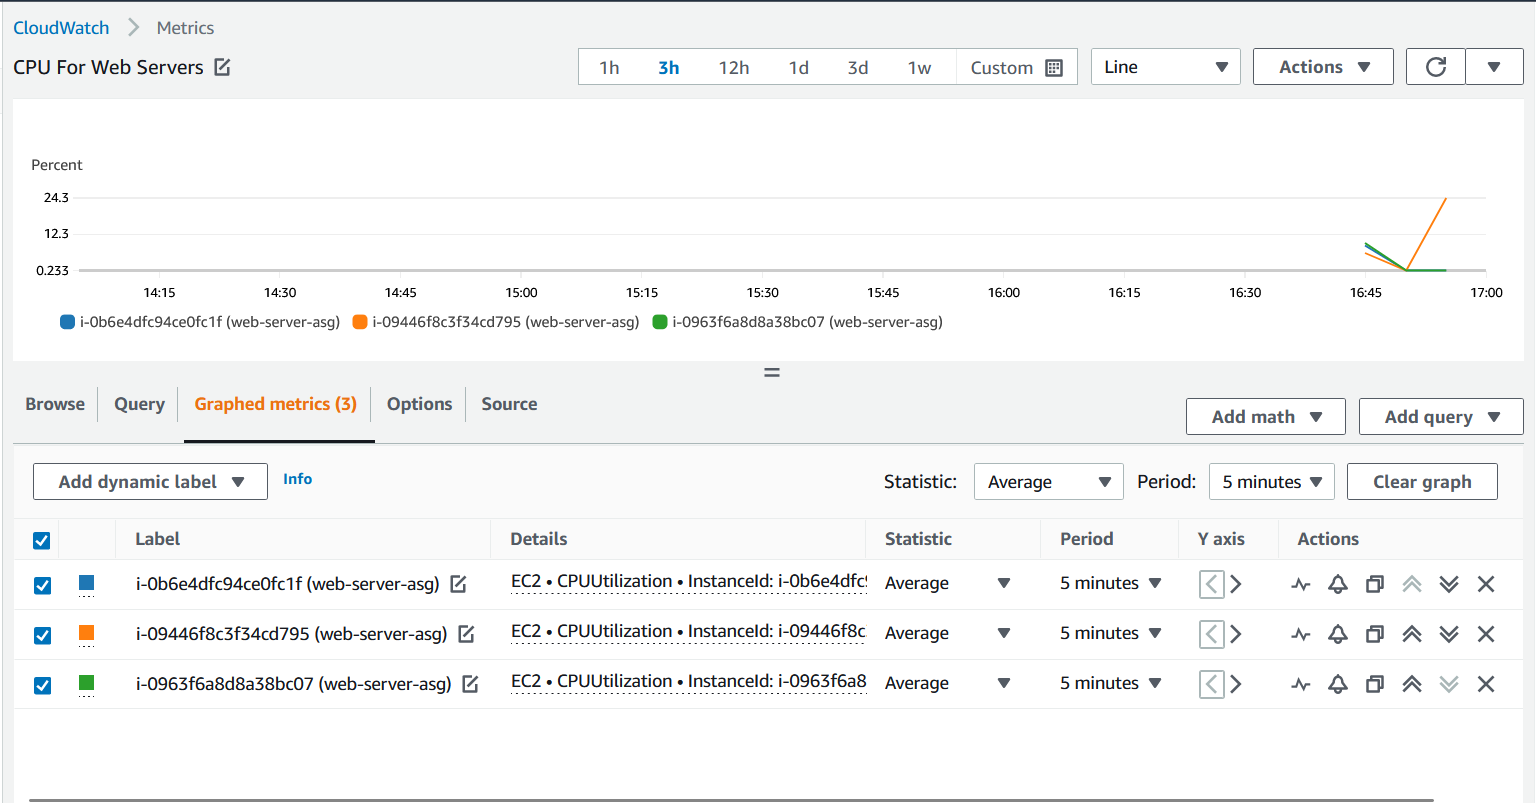 CloudWatch Metrics
CPU For Web Servers
1h 3h 12h 1d 3d 1w Custom Line Actions
Percent
24.3
12.3
0.233
14:15 14:30 14:45 15:00 15:15 15:30 15:45 16:00 16:15 16:30 16:45 17:00
i-0b6e4dfc94ce0fc1f (web-server-asg) i-09446f8c3f34cd795 (web-server-asg) i-0963f6a8d8a38bc07 (web-server-asg)
Browse Query Graphed metrics (3) Options Source
Add math Add query
Add dynamic label Info Statistic: Average Period: 5 minutes Clear graph
Label Details Statistic Period Y axis Actions
i-0b6e4dfc94ce0fc1f (web-server-asg) EC2 • CPUUtilization • InstanceId: i-0b6e4dfc9 Average 5 minutes
i-09446f8c3f34cd795 (web-server-asg) EC2 • CPUUtilization • InstanceId: i-09446f8c Average 5 minutes
i-0963f6a8d8a38bc07 (web-server-asg) EC2 • CPUUtilization • InstanceId: i-0963f6a8 Average 5 minutes